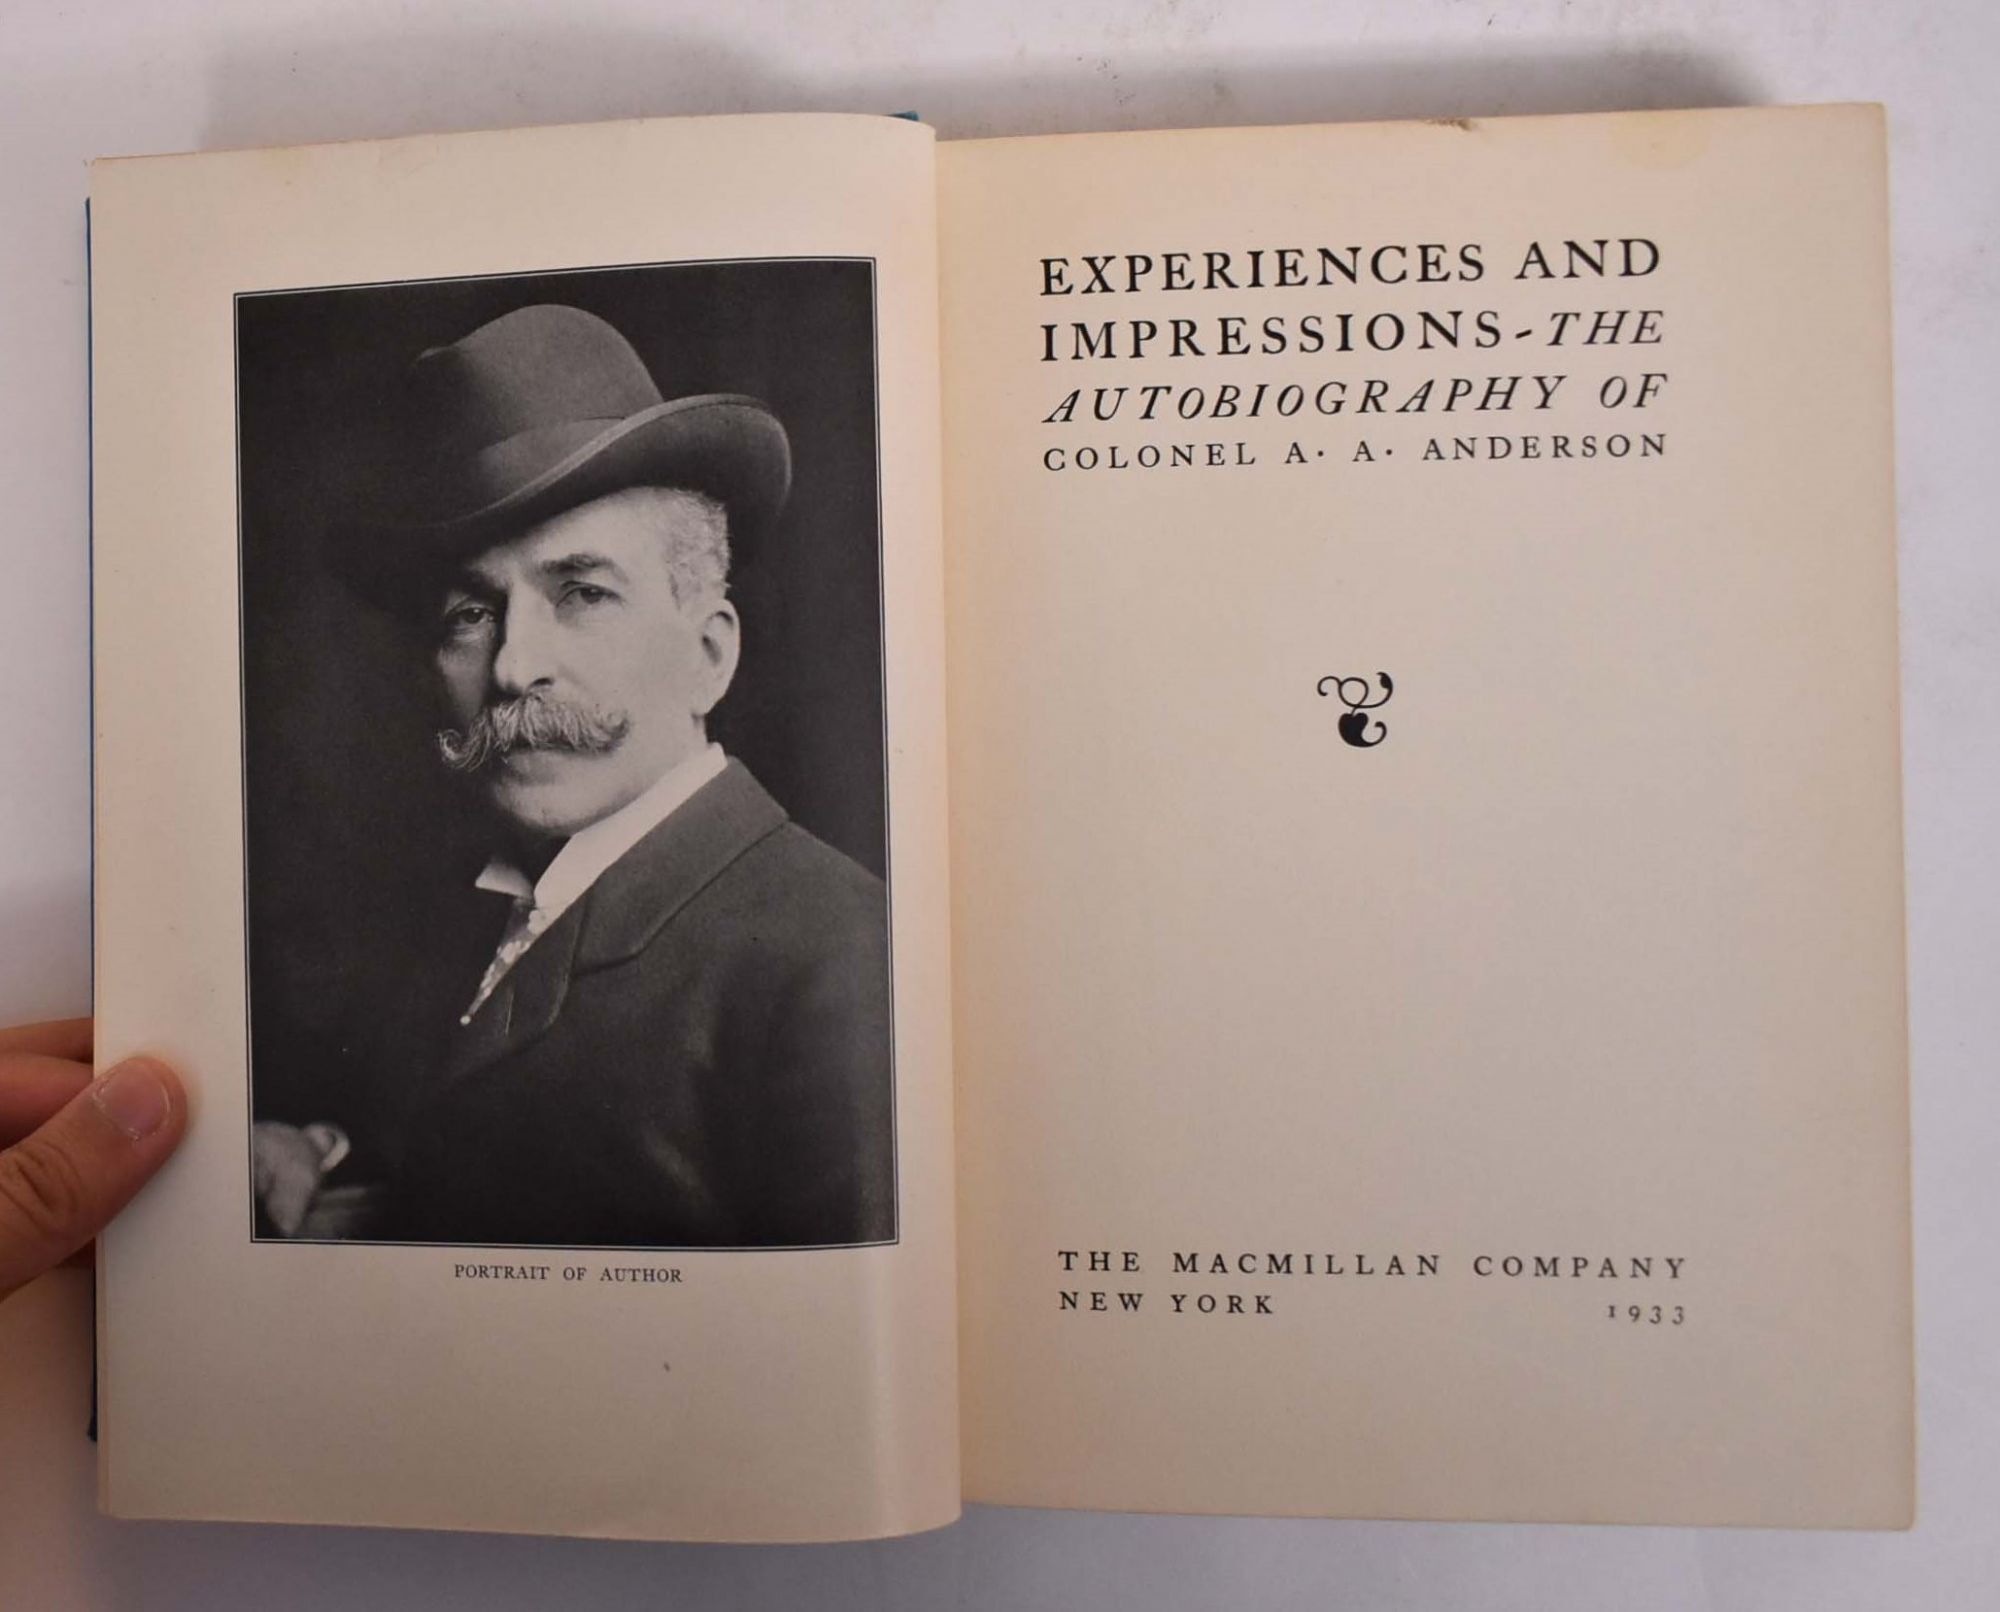 PORTRAIT OF AUTHOR
EXPERIENCES AND
IMPRESSIONS-THE
AUTOBIOGRAPHY OF
COLONEL A. A. ANDERSON
THE MACMILLAN COMPANY
NEW YORK 1933